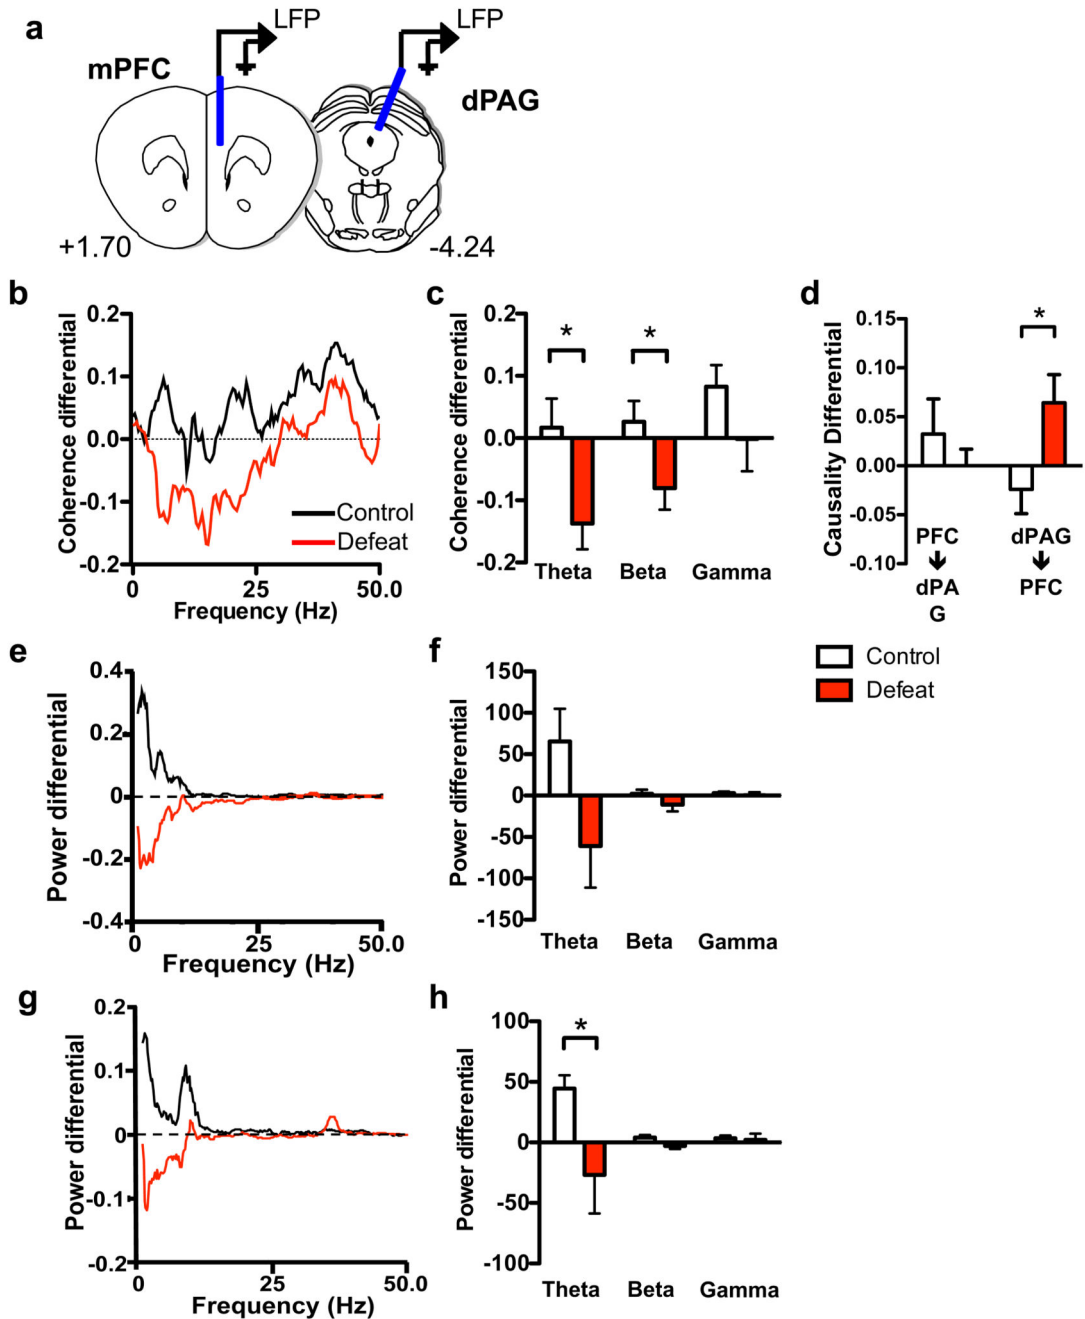 a
LFP
LFP
mPFC
dPAG
+1.70
-4.24
b
Coherence differential
0.2
0.1
0.0
-0.1
-0.2
Control
Defeat
0
25
50.0
Frequency (Hz)
c
Coherence differential
0.2
0.1
0.0
-0.1
-0.2
*
*
Theta
Beta
Gamma
d
Causality Differential
0.15
0.10
0.05
0.00
-0.05
-0.10
*
PFC
dPA
G
dPAG
PFC
Control
Defeat
e
Power differential
0.4
0.2
0
-0.2
-0.4
0
25
50.0
Frequency (Hz)
f
Power differential
150
100
50
0
-50
-100
-150
Theta
Beta
Gamma
g
Power differential
0.2
0.1
0
-0.1
-0.2
0
25
50.0
Frequency (Hz)
h
Power differential
100
50
0
-50
-100
*
Theta
Beta
Gamma